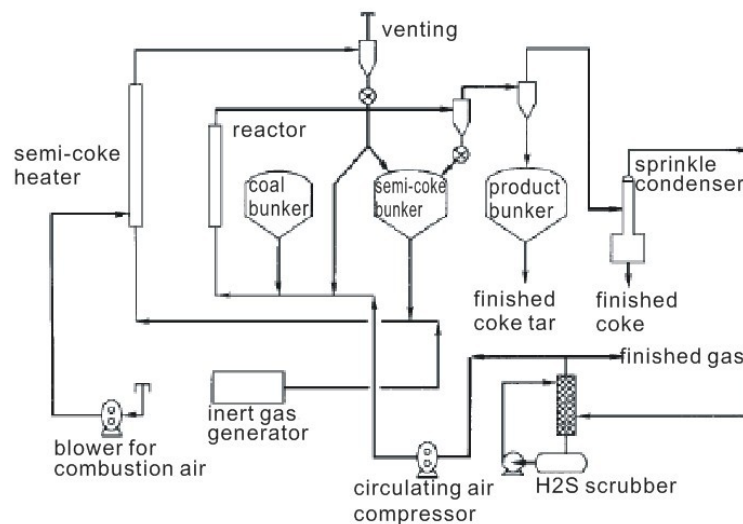 venting
reactor
semi-coke
heater
coal
bunker
semi-coke
bunker
product
bunker
sprinkle
condenser
finished
coke tar
finished
coke
finished gas
inert gas
generator
blower for
combustion air
circulating air
compressor
H2S scrubber